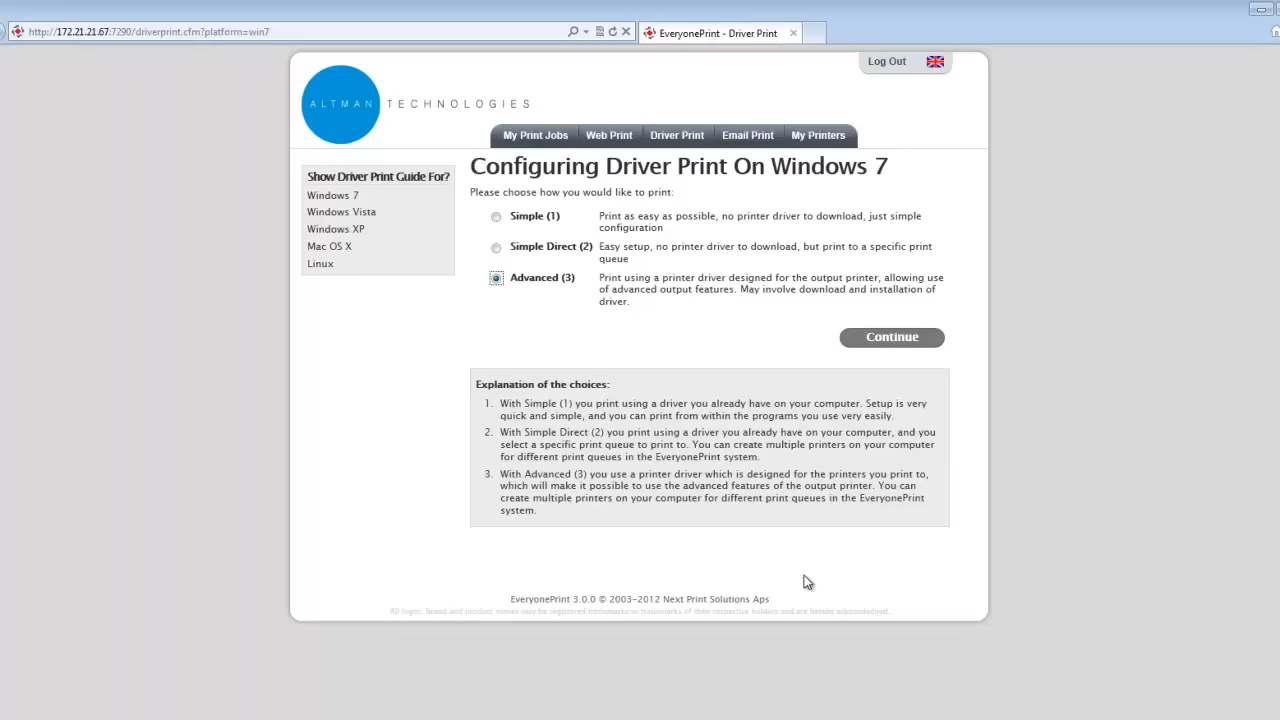 http://172.21.21.67:7290/driverprint.cfm?platform=win7
EveryonePrint - Driver Print
Log Out
ALTMAN TECHNOLOGIES
My Print Jobs
Web Print
Driver Print
Email Print
My Printers
Show Driver Print Guide For?
Windows 7
Windows Vista
Windows XP
Mac OS X
Linux
Configuring Driver Print On Windows 7
Please choose how you would like to print:
Simple (1) Print as easy as possible, no printer driver to download, just simple
configuration
Simple Direct (2) Easy setup, no printer driver to download, but print to a specific print
queue
Advanced (3) Print using a printer driver designed for the output printer, allowing use
of advanced output features. May involve download and installation of
driver.
Continue
Explanation of the choices:
1. With Simple (1) you print using a driver you already have on your computer. Setup is very
quick and simple, and you can print from within the programs you use very easily.
2. With Simple Direct (2) you print using a driver you already have on your computer, and you
select a specific print queue to print to. You can create multiple printers on your computer
for different print queues in the EveryonePrint system.
3. With Advanced (3) you use a printer driver which is designed for the printers you print to,
which will make it possible to use the advanced features of the output printer. You can
create multiple printers on your computer for different print queues in the EveryonePrint
system.
EveryonePrint 3.0.0 © 2003-2012 Next Print Solutions Aps
All logos, brand and product names may be registered trademarks or trademarks of their respective holders and are hereby acknowledged.